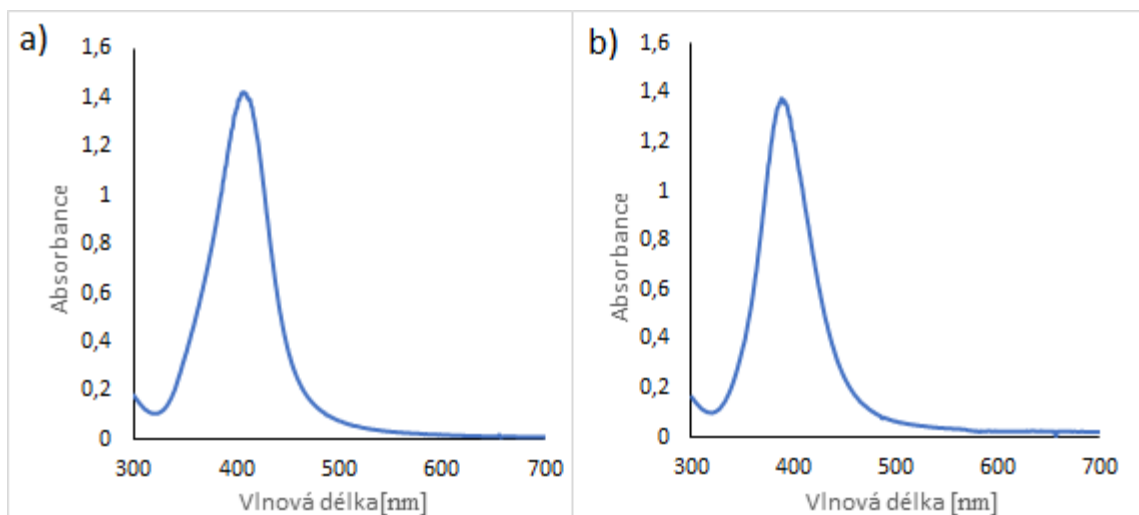 a)
1,6
1,4
1,2
1
0,8
0,6
0,4
0,2
0
Absorbance
300 400 500 600 700
Vlnová délka[nm]
b)
1,6
1,4
1,2
1
0,8
0,6
0,4
0,2
0
Absorbance
300 400 500 600 700
Vlnová délka [nm]